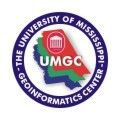 THE UNIVERSITY OF MISSISSIPPI
UMGC
GEOINFORMATICS CENTER